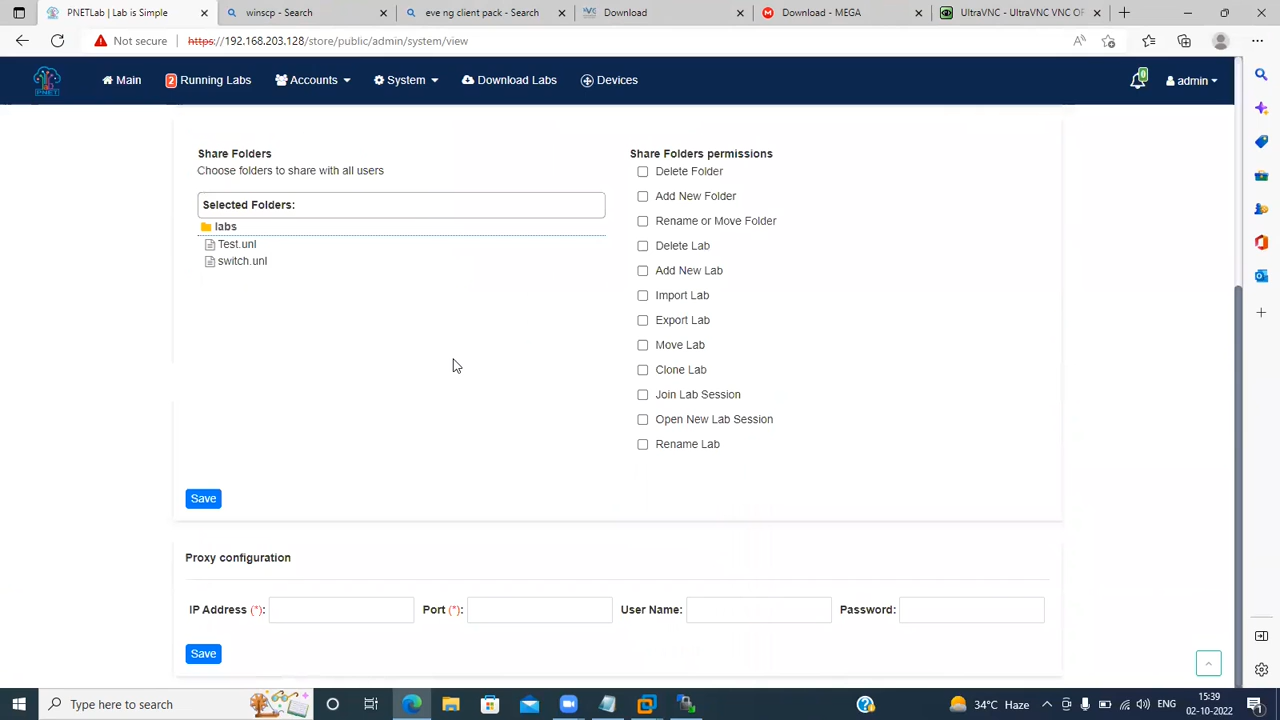 PNETLab | Lab is Simple
winscp - Search
eve ng client pack - Search
Download
Download - MEGA
UltraVNC - UltraVNC VNC OF
Not secure
https://192.168.203.128/store/public/admin/system/view
PNET
Main
2 Running Labs
Accounts
System
Download Labs
Devices
0
admin
Share Folders
Choose folders to share with all users
Selected Folders:
labs
Test.unl
switch.unl
Share Folders permissions
Delete Folder
Add New Folder
Rename or Move Folder
Delete Lab
Add New Lab
Import Lab
Export Lab
Move Lab
Clone Lab
Join Lab Session
Open New Lab Session
Rename Lab
Save
Proxy configuration
IP Address (*):
Port (*):
User Name:
Password:
Save
Type here to search
34°C Haze
ENG
15:39
02-10-2022